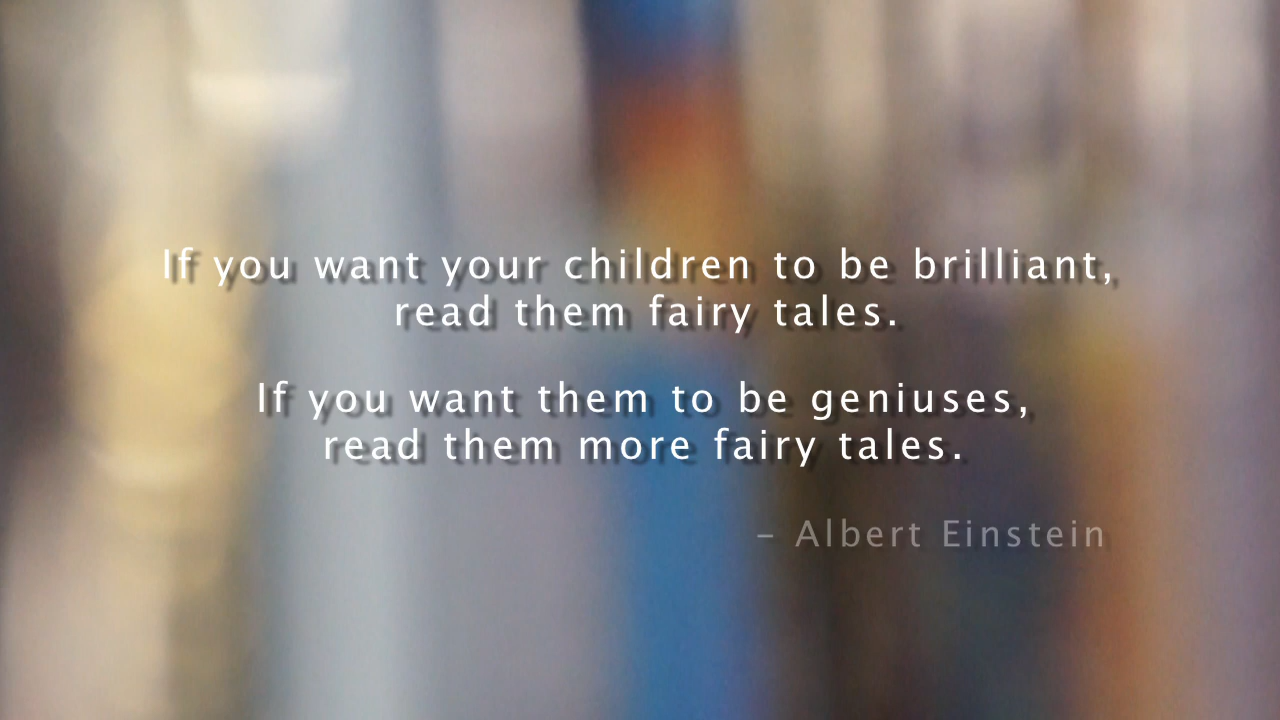 If you want your children to be brilliant,
read them fairy tales.
If you want them to be geniuses,
read them more fairy tales.
– Albert Einstein